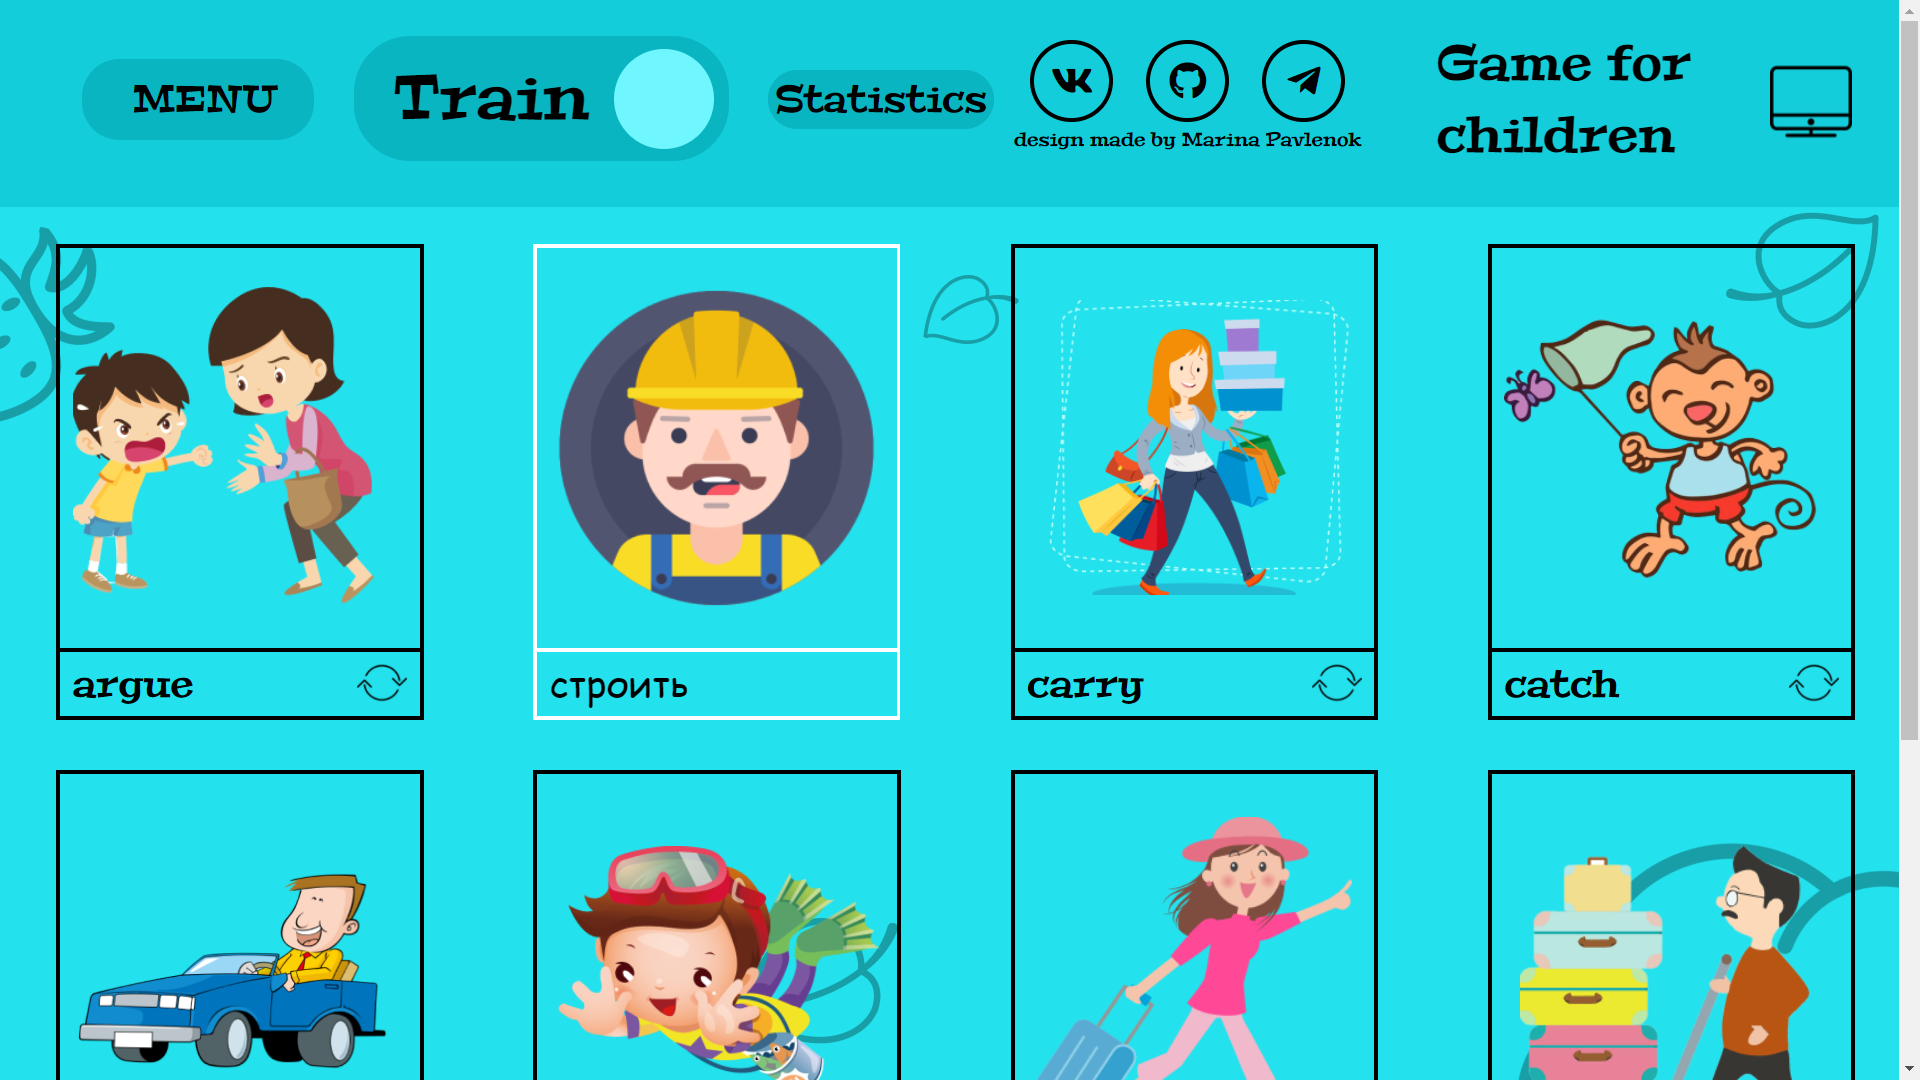 MENU
Train
Statistics
design made by Marina Pavlenok
Game for
children
argue
строить
carry
catch